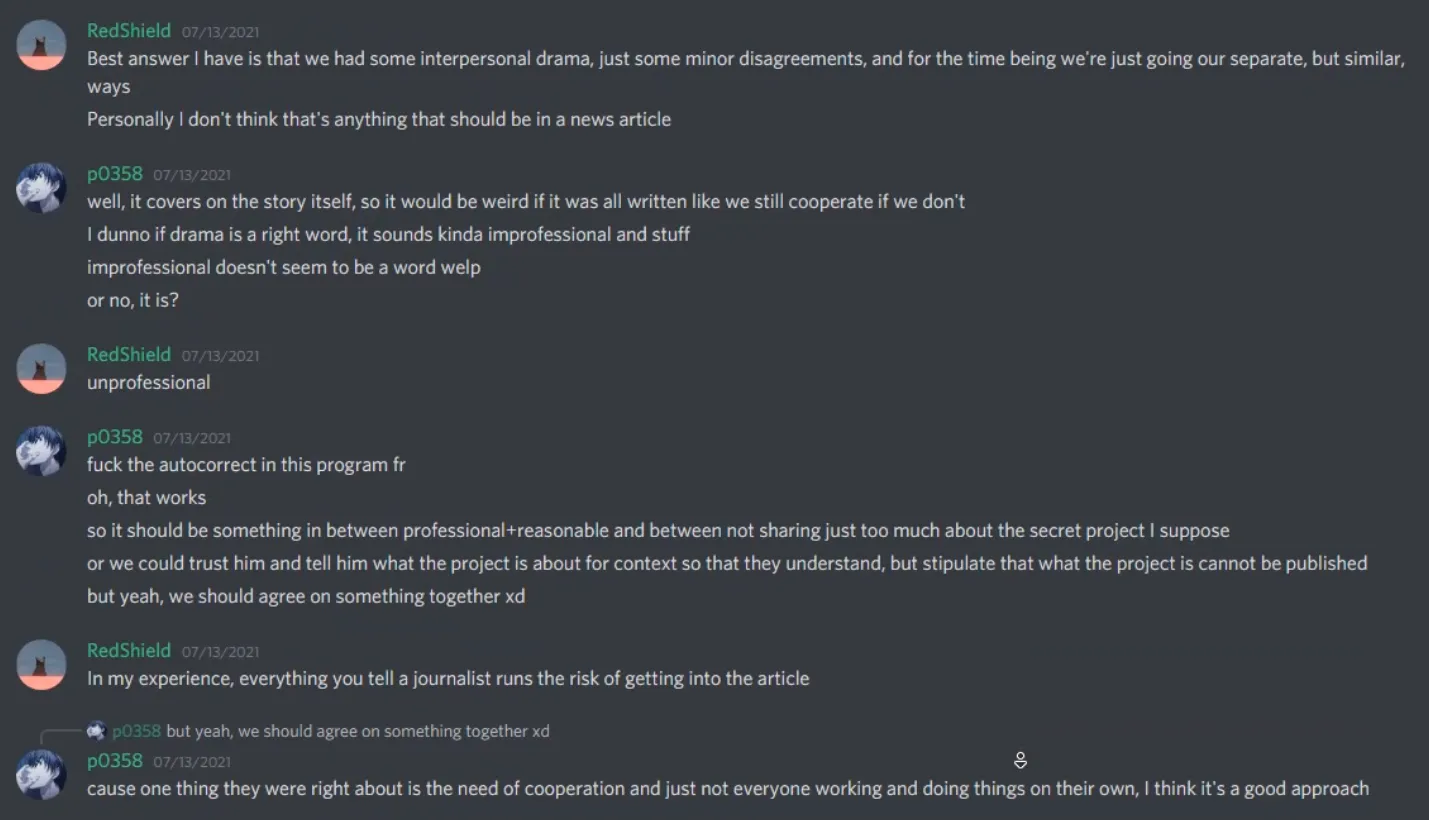 RedShield 07/13/2021
Best answer I have is that we had some interpersonal drama, just some minor disagreements, and for the time being we're just going our separate, but similar,
ways
Personally I don't think that's anything that should be in a news article
p0358 07/13/2021
well, it covers on the story itself, so it would be weird if it was all written like we still cooperate if we don't
I dunno if drama is a right word, it sounds kinda improfessional and stuff
improfessional doesn't seem to be a word welp
or no, it is?
RedShield 07/13/2021
unprofessional
p0358 07/13/2021
fuck the autocorrect in this program fr
oh, that works
so it should be something in between professional+reasonable and between not sharing just too much about the secret project I suppose
or we could trust him and tell him what the project is about for context so that they understand, but stipulate that what the project is cannot be published
but yeah, we should agree on something together xd
RedShield 07/13/2021
In my experience, everything you tell a journalist runs the risk of getting into the article
p0358 but yeah, we should agree on something together xd
p0358 07/13/2021
cause one thing they were right about is the need of cooperation and just not everyone working and doing things on their own, I think it's a good approach